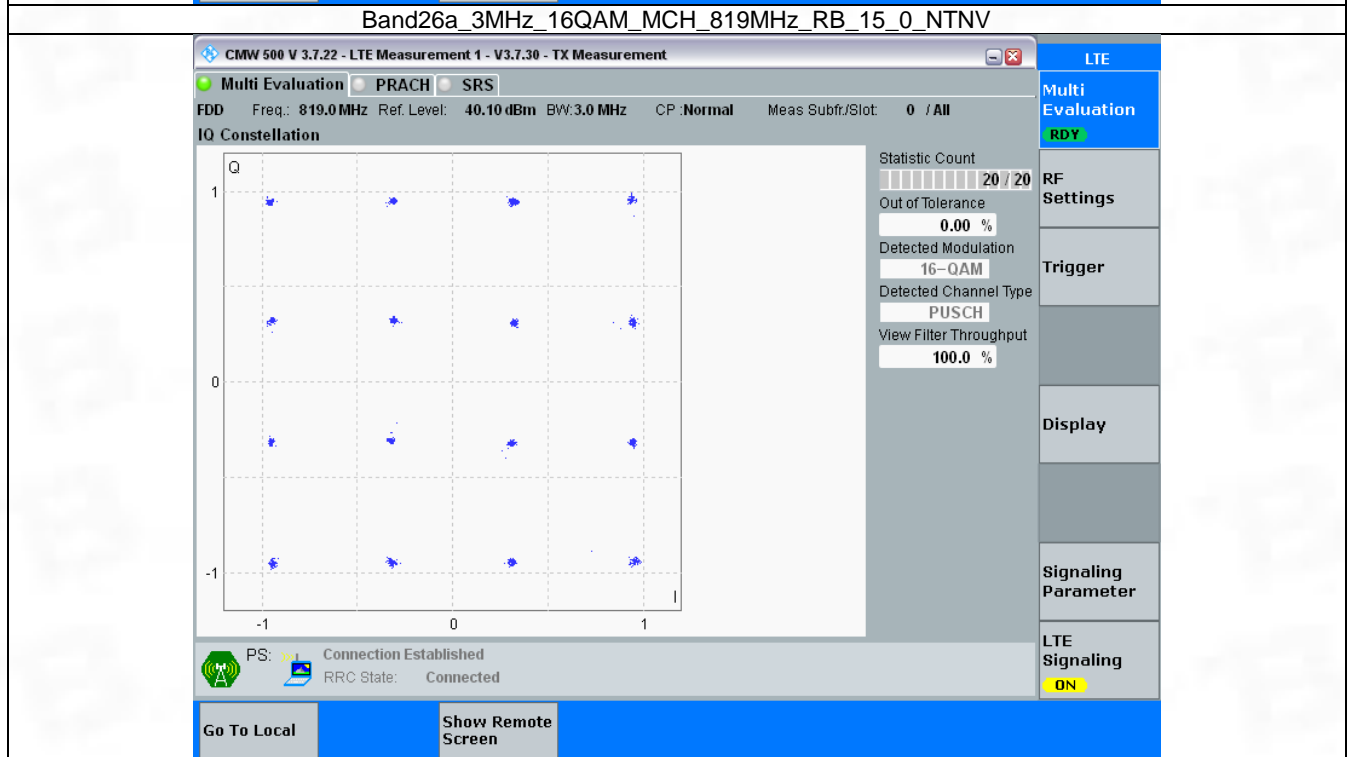 Band26a_3MHz_16QAM_MCH_819MHz_RB_15_0_NTNV
CMW 500 V 3.7.22 - LTE Measurement 1 - V3.7.30 - TX Measurement
LTE
Multi Evaluation PRACH SRS
FDD Freq.: 819.0 MHz Ref. Level: 40.10 dBm BW: 3.0 MHz CP :Normal Meas Subfr./Slot: 0 / All
IQ Constellation
Q
1
0
-1
I
-1 0 1
Statistic Count
20 / 20
Out of Tolerance
0.00 %
Detected Modulation
16-QAM
Detected Channel Type
PUSCH
View Filter Throughput
100.0 %
Multi
Evaluation
RDY
RF
Settings
Trigger
Display
Signaling
Parameter
LTE
Signaling
ON
PS: Connection Established
RRC State: Connected
Go To Local
Show Remote
Screen